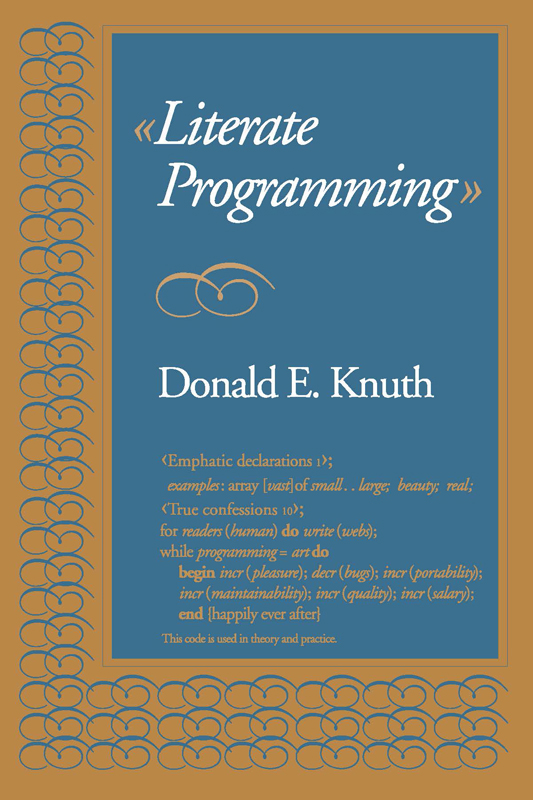 «Literate
Programming»
Donald E. Knuth
‹Emphatic declarations 1›;
examples: array [vast] of small . . large; beauty; real;
‹True confessions 10›;
for readers (human) do write (webs);
while programming = art do
begin incr (pleasure); decr (bugs); incr (portability);
incr (maintainability); incr (quality); incr (salary);
end {happily ever after}
This code is used in theory and practice.